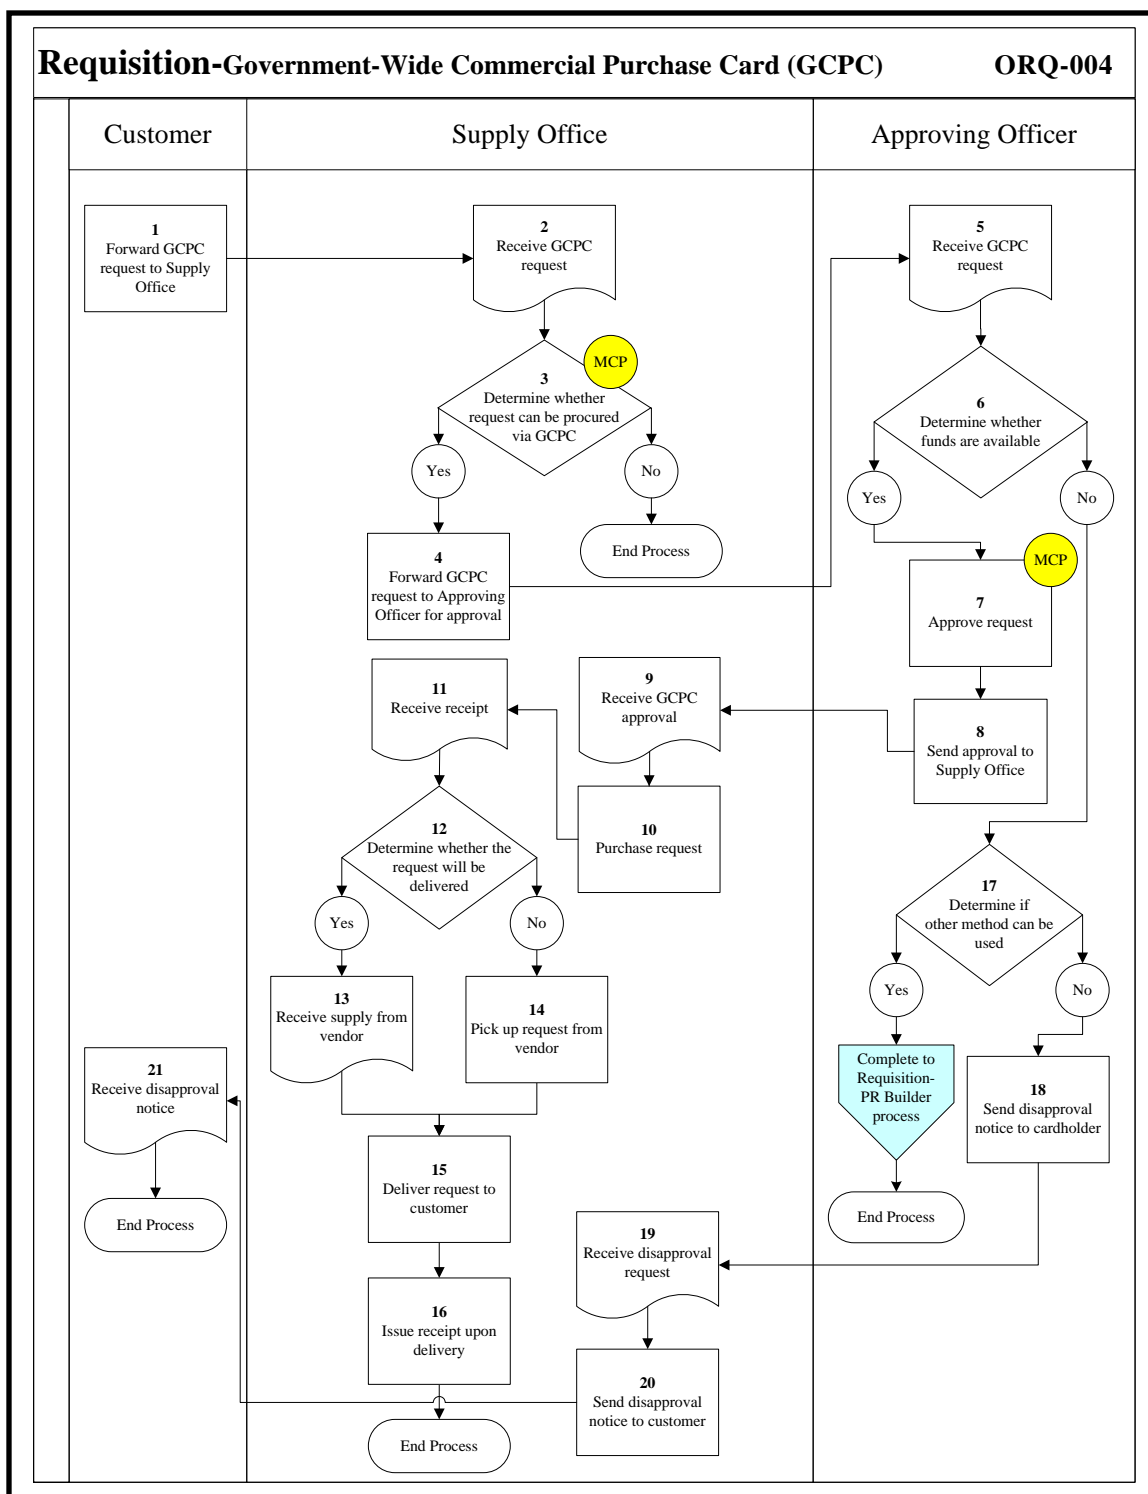 Requisition-Government-Wide Commercial Purchase Card (GCPC) ORQ-004
Customer
Supply Office
Approving Officer
1
Forward GCPC
request to Supply
Office
2
Receive GCPC
request
MCP
3
Determine whether
request can be procured
via GCPC
Yes
No
End Process
4
Forward GCPC
request to Approving
Officer for approval
5
Receive GCPC
request
6
Determine whether
funds are available
Yes
No
MCP
7
Approve request
8
Send approval to
Supply Office
9
Receive GCPC
approval
10
Purchase request
11
Receive receipt
12
Determine whether the
request will be
delivered
Yes
No
13
Receive supply from
vendor
14
Pick up request from
vendor
15
Deliver request to
customer
16
Issue receipt upon
delivery
End Process
17
Determine if
other method can be
used
Yes
No
Complete to
Requisition-
PR Builder
process
End Process
18
Send disapproval
notice to cardholder
19
Receive disapproval
request
20
Send disapproval
notice to customer
21
Receive disapproval
notice
End Process